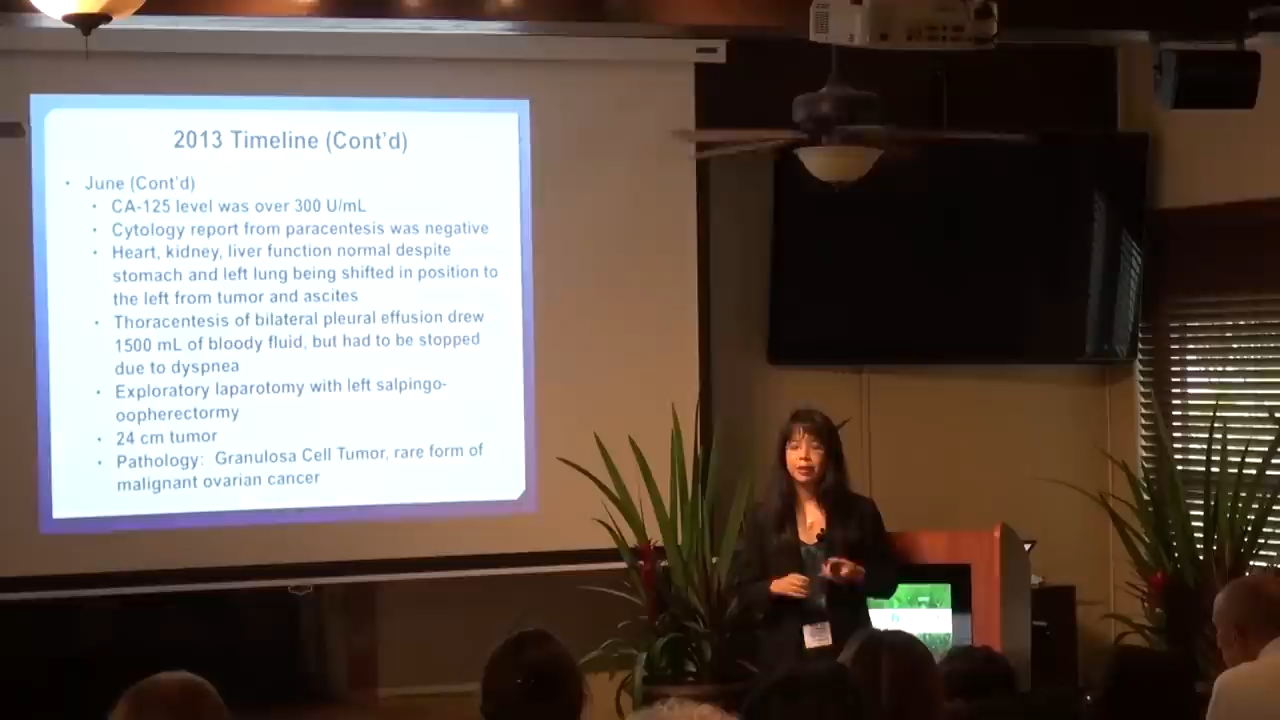 2013 Timeline (Cont'd)
• June (Cont'd)
• CA-125 level was over 300 U/mL
• Cytology report from paracentesis was negative
• Heart, kidney, liver function normal despite
stomach and left lung being shifted in position to
the left from tumor and ascites
• Thoracentesis of bilateral pleural effusion drew
1500 mL of bloody fluid, but had to be stopped
due to dyspnea
• Exploratory laparotomy with left salpingo-
oopherectormy
• 24 cm tumor
• Pathology: Granulosa Cell Tumor, rare form of
malignant ovarian cancer